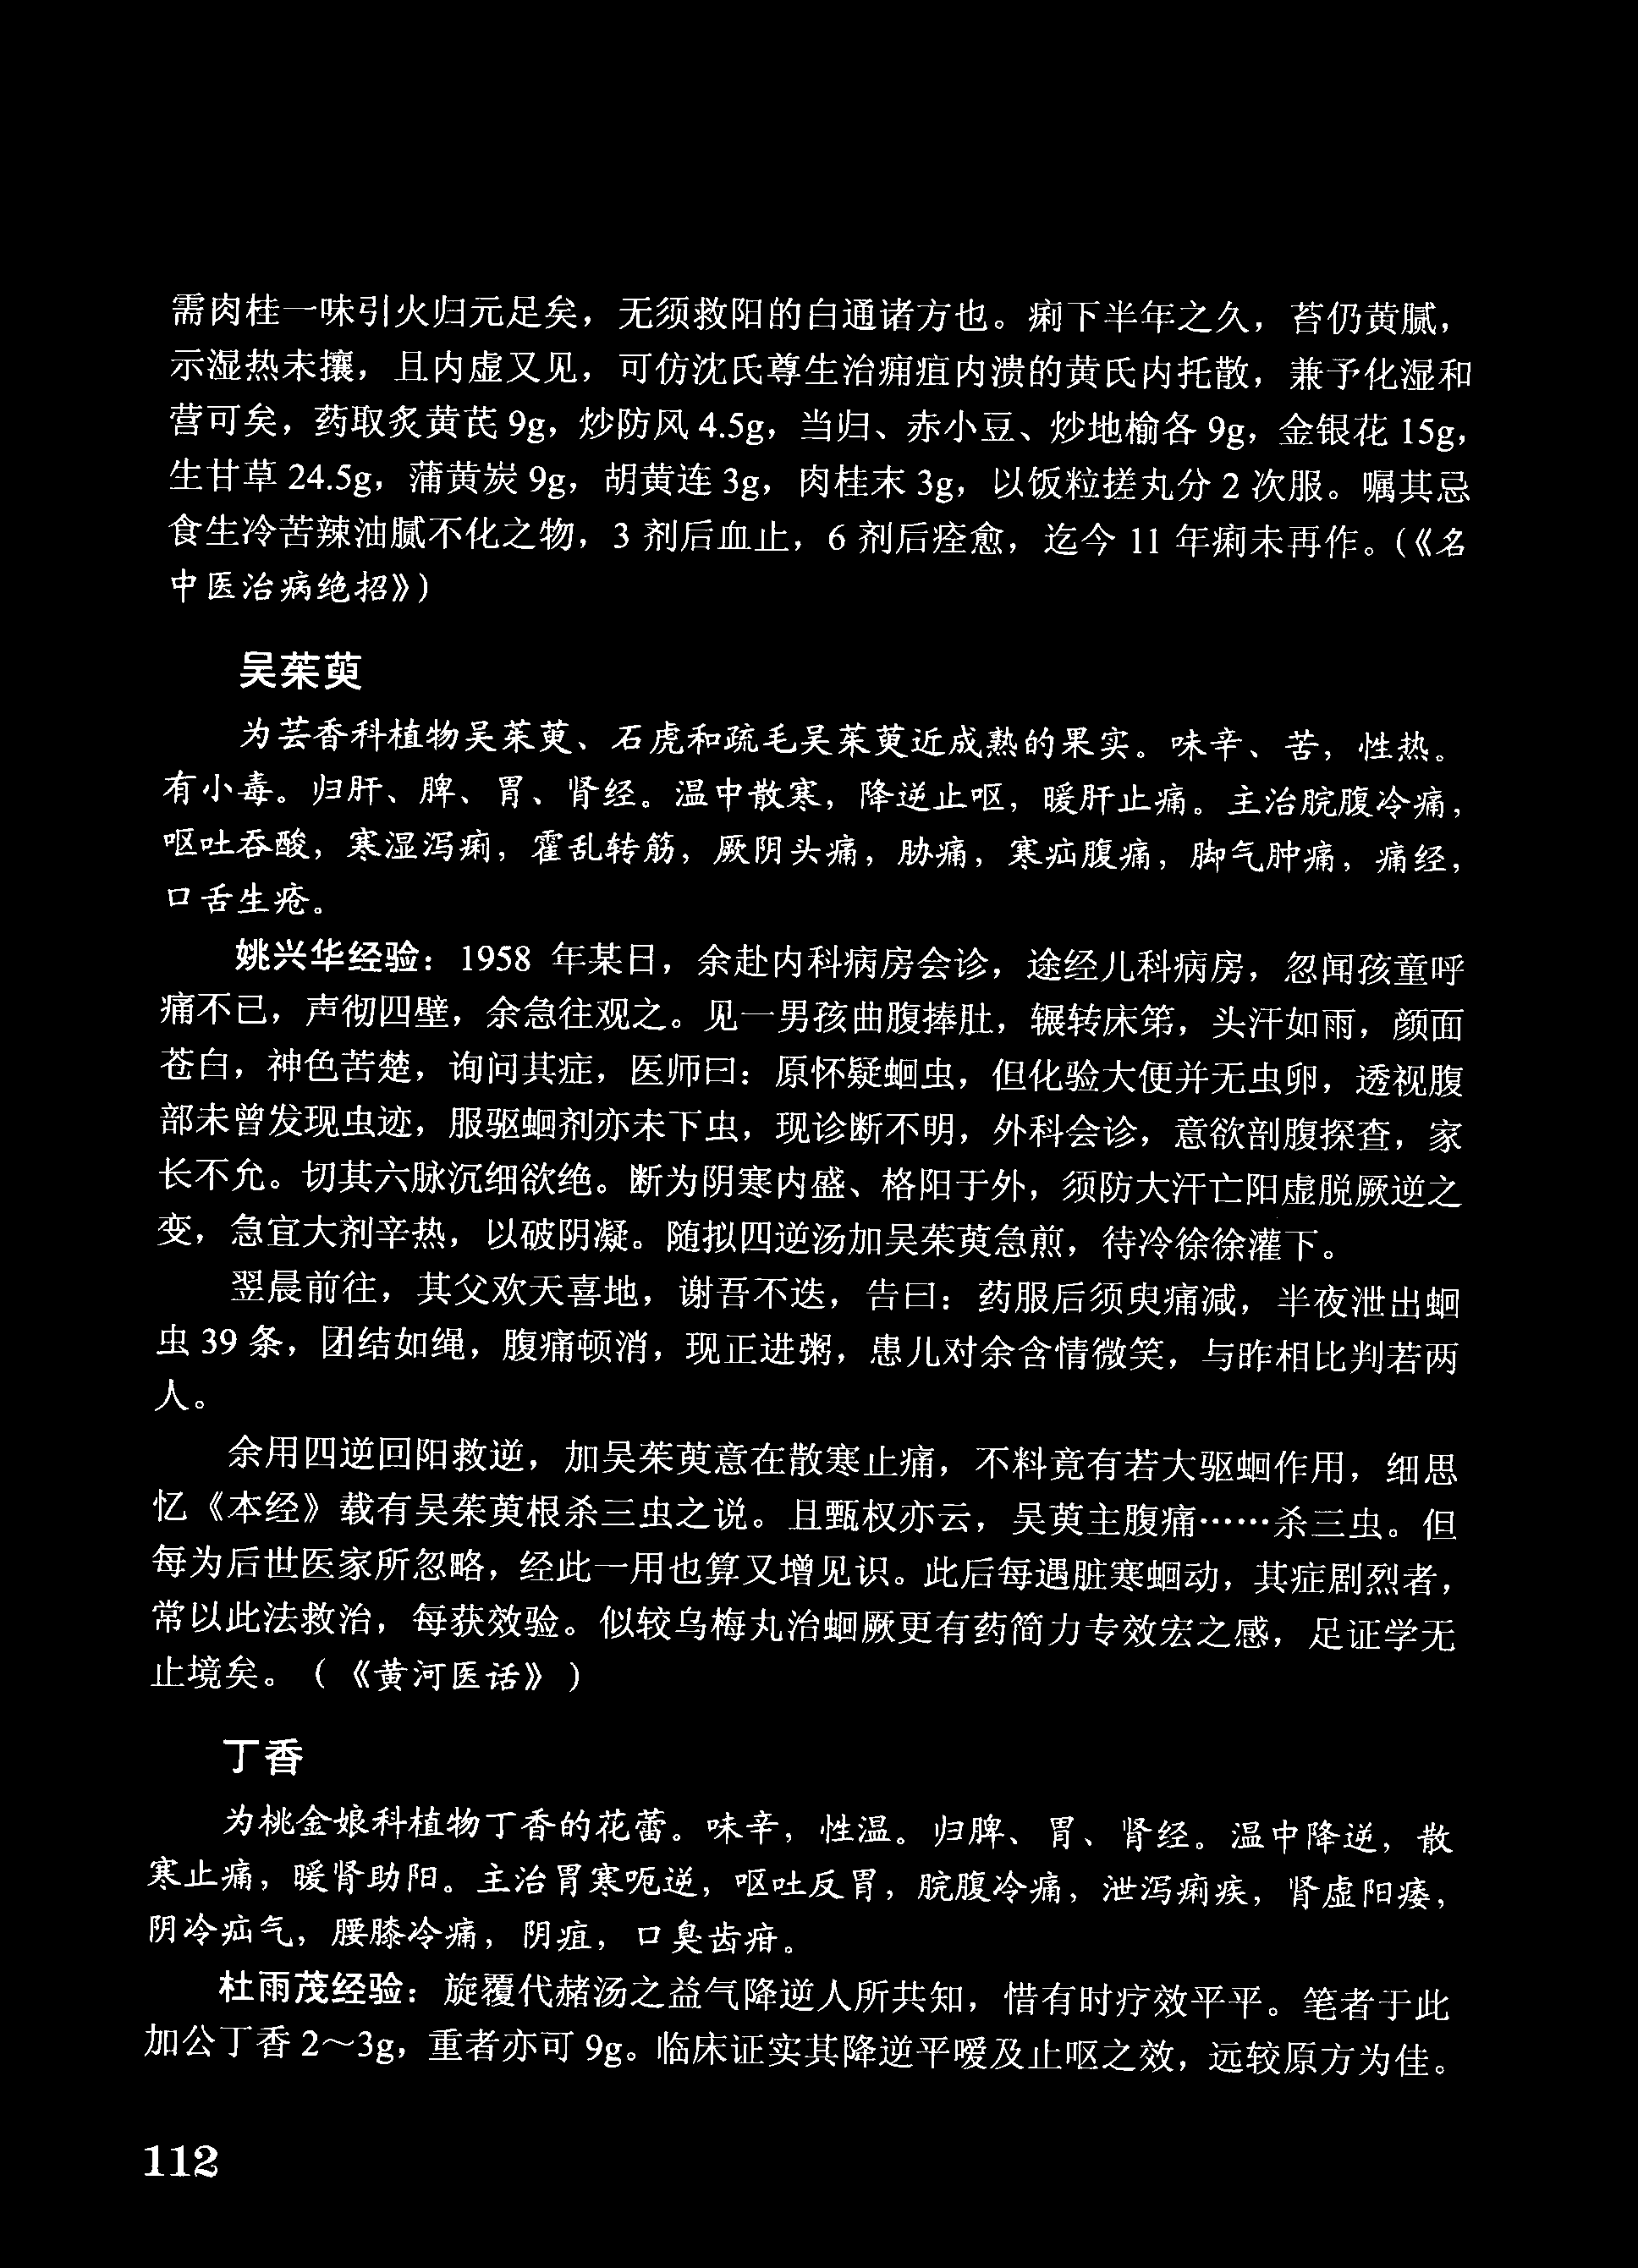 需肉桂一味引火归元足矣，无须救阳的白通诸方也。痢下半年之久，苔仍黄腻，
示湿热未攘，且内虚又见，可仿沈氏尊生治痈疽内溃的黄氏内托散，兼予化湿和
营可矣，药取炙黄芪 9g，炒防风 4.5g，当归、赤小豆、炒地榆各 9g，金银花 15g，
生甘草 24.5g，蒲黄炭 9g，胡黄连 3g，肉桂末 3g，以饭粒搓丸分 2 次服。嘱其忌
食生冷苦辣油腻不化之物，3 剂后血止，6 剂后痊愈，迄今 11 年痢未再作。（《名
中医治病绝招》）
吴茱萸
为芸香科植物吴茱萸、石虎和疏毛吴茱萸近成熟的果实。味辛、苦，性热。
有小毒。归肝、脾、胃、肾经。温中散寒，降逆止呕，暖肝止痛。主治脘腹冷痛，
呕吐吞酸，寒湿泻痢，霍乱转筋，厥阴头痛，胁痛，寒疝腹痛，脚气肿痛，痛经，
口舌生疮。
姚兴华经验：1958 年某日，余赴内科病房会诊，途经儿科病房，忽闻孩童呼
痛不已，声彻四壁，余急往观之。见一男孩曲腹捧肚，辗转床笫，头汗如雨，颜面
苍白，神色苦楚，询问其症，医师曰：原怀疑蛔虫，但化验大便并无虫卵，透视腹
部未曾发现虫迹，服驱蛔剂亦未下虫，现诊断不明，外科会诊，意欲剖腹探查，家
长不允。切其六脉沉细欲绝。断为阴寒内盛、格阳于外，须防大汗亡阳虚脱厥逆之
变，急宜大剂辛热，以破阴凝。随拟四逆汤加吴茱萸急煎，待冷徐徐灌下。
翌晨前往，其父欢天喜地，谢吾不迭，告曰：药服后须臾痛减，半夜泄出蛔
虫 39 条，团结如绳，腹痛顿消，现正进粥，患儿对余含情微笑，与昨相比判若两
人。
余用四逆回阳救逆，加吴茱萸意在散寒止痛，不料竟有若大驱蛔作用，细思
忆《本经》载有吴茱萸根杀三虫之说。且甄权亦云，吴萸主腹痛……杀三虫。但
每为后世医家所忽略，经此一用也算又增见识。此后每遇脏寒蛔动，其症剧烈者，
常以此法救治，每获效验。似较乌梅丸治蛔厥更有药简力专效宏之感，足证学无
止境矣。（《黄河医话》）
丁香
为桃金娘科植物丁香的花蕾。味辛，性温。归脾、胃、肾经。温中降逆，散
寒止痛，暖肾助阳。主治胃寒呃逆，呕吐反胃，脘腹冷痛，泄泻痢疾，肾虚阳痿，
阴冷疝气，腰膝冷痛，阴疽，口臭齿疳。
杜雨茂经验：旋覆代赭汤之益气降逆人所共知，惜有时疗效平平。笔者于此
加公丁香 2～3g，重者亦可 9g。临床证实其降逆平嗳及止呕之效，远较原方为佳。
112